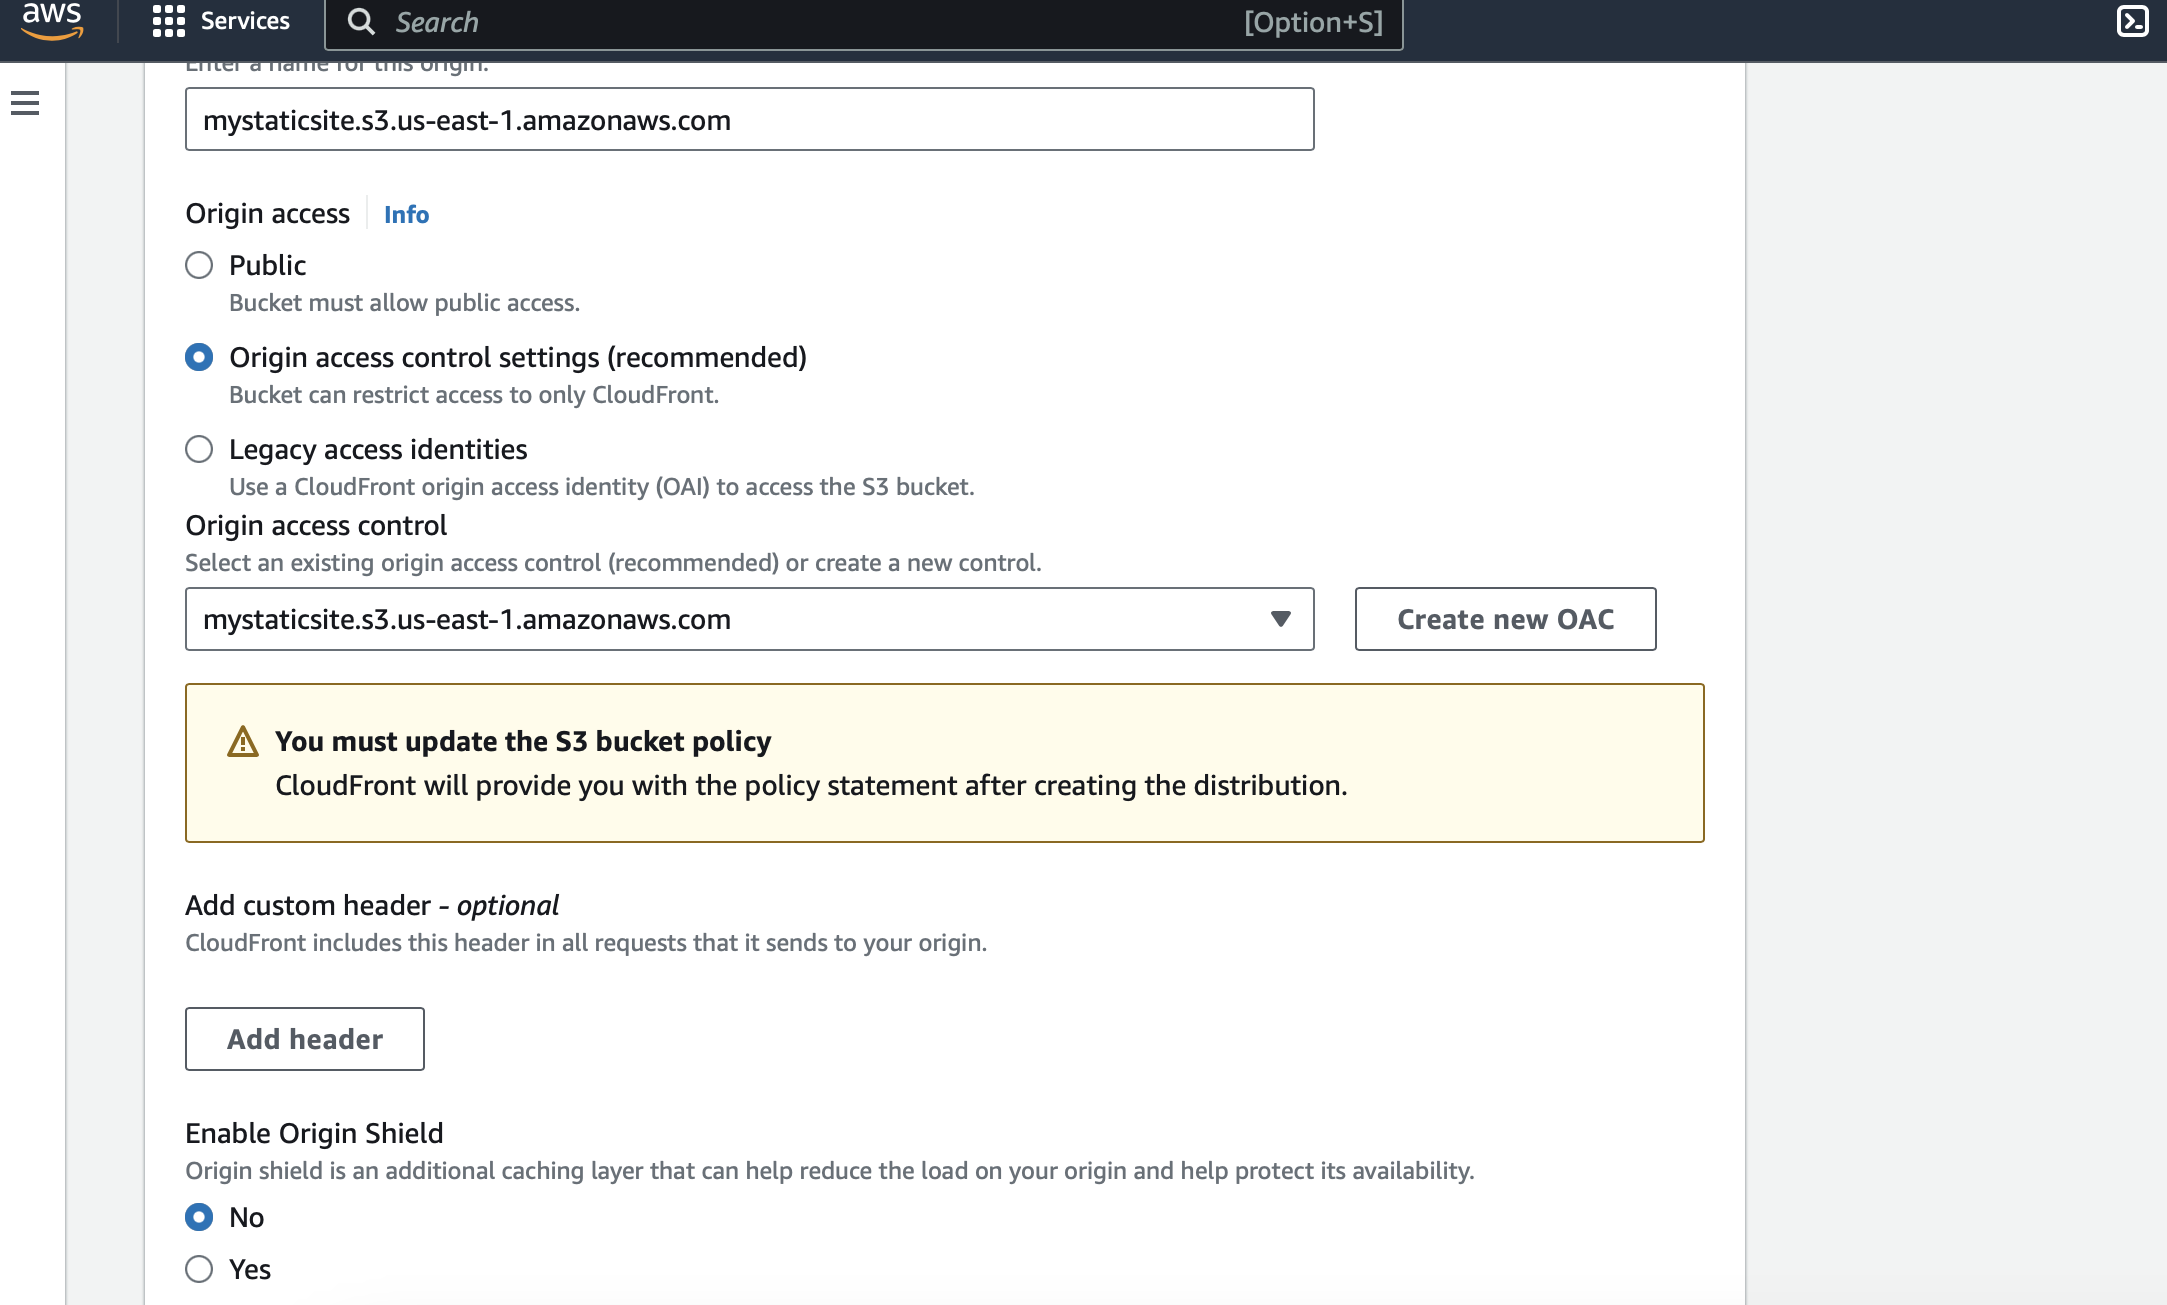 aws
Services
Search
[Option+S]
Enter a name for this origin.
mystaticsite.s3.us-east-1.amazonaws.com
Origin access
Info
Public
Bucket must allow public access.
Origin access control settings (recommended)
Bucket can restrict access to only CloudFront.
Legacy access identities
Use a CloudFront origin access identity (OAI) to access the S3 bucket.
Origin access control
Select an existing origin access control (recommended) or create a new control.
mystaticsite.s3.us-east-1.amazonaws.com
Create new OAC
You must update the S3 bucket policy
CloudFront will provide you with the policy statement after creating the distribution.
Add custom header - optional
CloudFront includes this header in all requests that it sends to your origin.
Add header
Enable Origin Shield
Origin shield is an additional caching layer that can help reduce the load on your origin and help protect its availability.
No
Yes